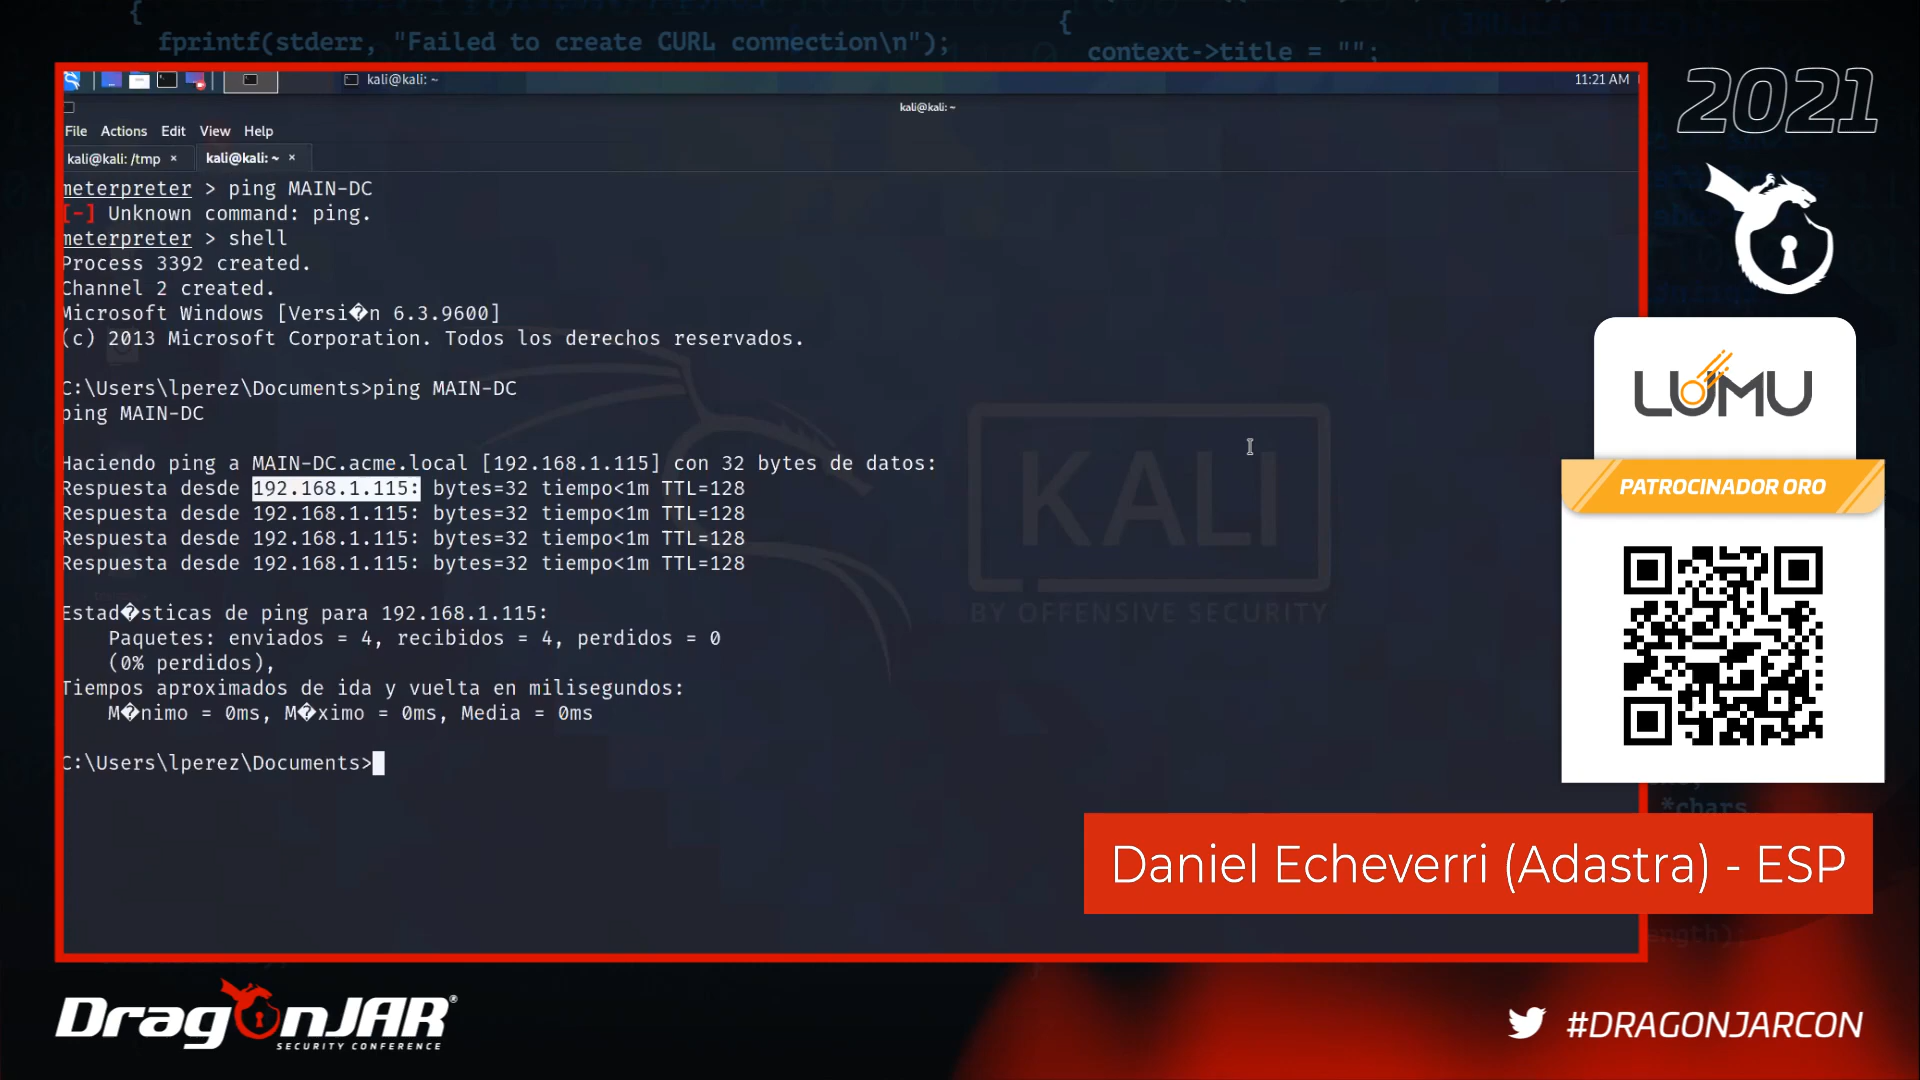 {
fprintf(stderr, "Failed to create CURL connection\n");
{
context->title = "";
2021
kali@kali: ~
11:21 AM
kali@kali: ~
File Actions Edit View Help
kali@kali: /tmp × kali@kali: ~ ×
meterpreter > ping MAIN-DC
[-] Unknown command: ping.
meterpreter > shell
Process 3392 created.
Channel 2 created.
Microsoft Windows [Versi�n 6.3.9600]
(c) 2013 Microsoft Corporation. Todos los derechos reservados.
C:\Users\lperez\Documents>ping MAIN-DC
ping MAIN-DC
Haciendo ping a MAIN-DC.acme.local [192.168.1.115] con 32 bytes de datos:
Respuesta desde 192.168.1.115: bytes=32 tiempo<1m TTL=128
Respuesta desde 192.168.1.115: bytes=32 tiempo<1m TTL=128
Respuesta desde 192.168.1.115: bytes=32 tiempo<1m TTL=128
Respuesta desde 192.168.1.115: bytes=32 tiempo<1m TTL=128
Estad�sticas de ping para 192.168.1.115:
Paquetes: enviados = 4, recibidos = 4, perdidos = 0
(0% perdidos),
Tiempos aproximados de ida y vuelta en milisegundos:
M�nimo = 0ms, M�ximo = 0ms, Media = 0ms
C:\Users\lperez\Documents>
KALI
BY OFFENSIVE SECURITY
LUMU
PATROCINADOR ORO
*chars
Daniel Echeverri (Adastra) - ESP
DragonJAR®
SECURITY CONFERENCE
#DRAGONJARCON